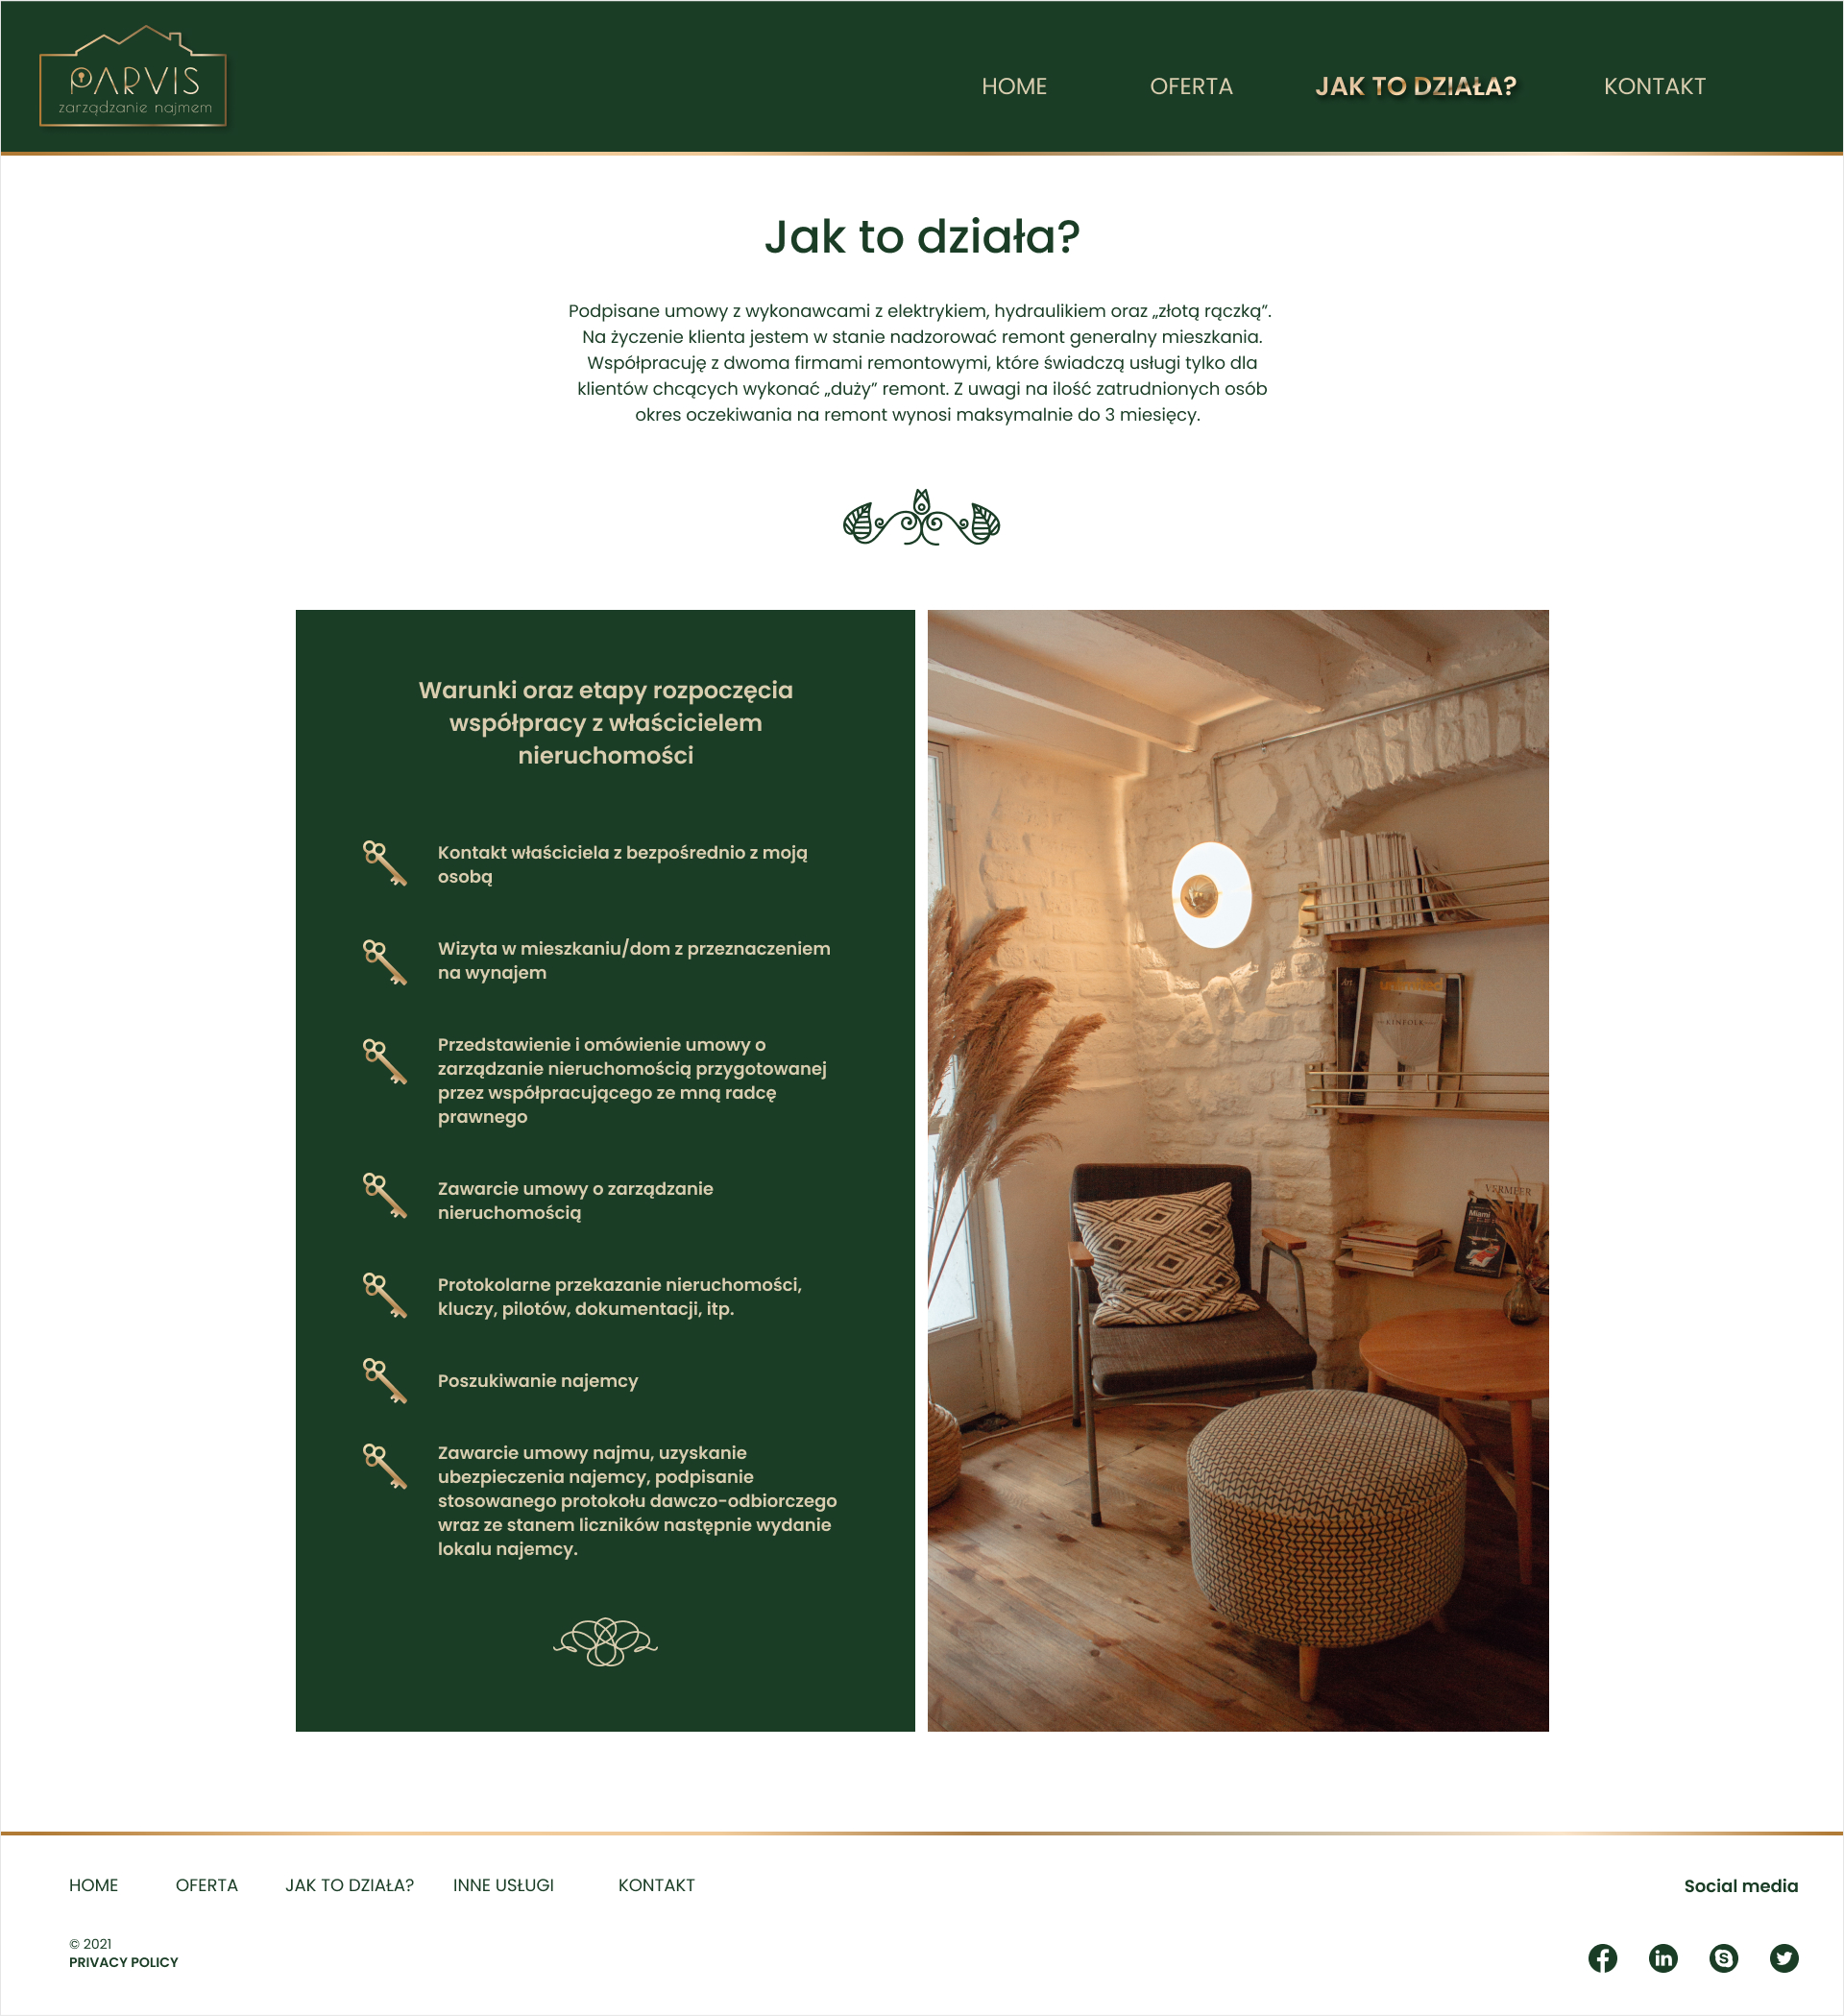 PARVIS
zarządzanie najmem
HOME
OFERTA
JAK TO DZIAŁA?
KONTAKT
Jak to działa?
Podpisane umowy z wykonawcami z elektrykiem, hydraulikiem oraz „złotą rączką”.
Na życzenie klienta jestem w stanie nadzorować remont generalny mieszkania.
Współpracuję z dwoma firmami remontowymi, które świadczą usługi tylko dla
klientów chcących wykonać „duży” remont. Z uwagi na ilość zatrudnionych osób
okres oczekiwania na remont wynosi maksymalnie do 3 miesięcy.
Warunki oraz etapy rozpoczęcia
współpracy z właścicielem
nieruchomości
Kontakt właściciela z bezpośrednio z moją
osobą
Wizyta w mieszkaniu/dom z przeznaczeniem
na wynajem
Przedstawienie i omówienie umowy o
zarządzanie nieruchomością przygotowanej
przez współpracującego ze mną radcę
prawnego
Zawarcie umowy o zarządzanie
nieruchomością
Protokolarne przekazanie nieruchomości,
kluczy, pilotów, dokumentacji, itp.
Poszukiwanie najemcy
Zawarcie umowy najmu, uzyskanie
ubezpieczenia najemcy, podpisanie
stosowanego protokołu dawczo-odbiorczego
wraz ze stanem liczników następnie wydanie
lokalu najemcy.
unlimited
KINFOLK
VERMEER
Miami
HOME
OFERTA
JAK TO DZIAŁA?
INNE USŁUGI
KONTAKT
Social media
© 2021
PRIVACY POLICY